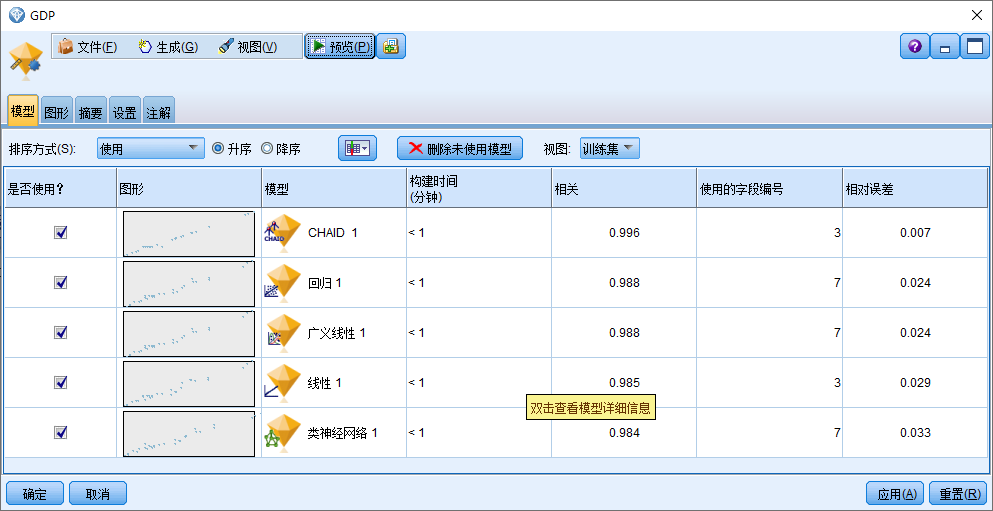 GDP
文件(F) 生成(G) 视图(V) 预览(P)
模型 图形 摘要 设置 注解
排序方式(S): 使用 升序 降序 删除未使用模型 视图: 训练集
是否使用? 图形 模型 构建时间 (分钟) 相关 使用的字段编号 相对误差
CHAID CHAID 1 < 1 0.996 3 0.007
回归 1 < 1 0.988 7 0.024
广义线性 1 < 1 0.988 7 0.024
线性 1 < 1 0.985 3 0.029
双击查看模型详细信息
类神经网络 1 < 1 0.984 7 0.033
确定 取消 应用(A) 重置(R)